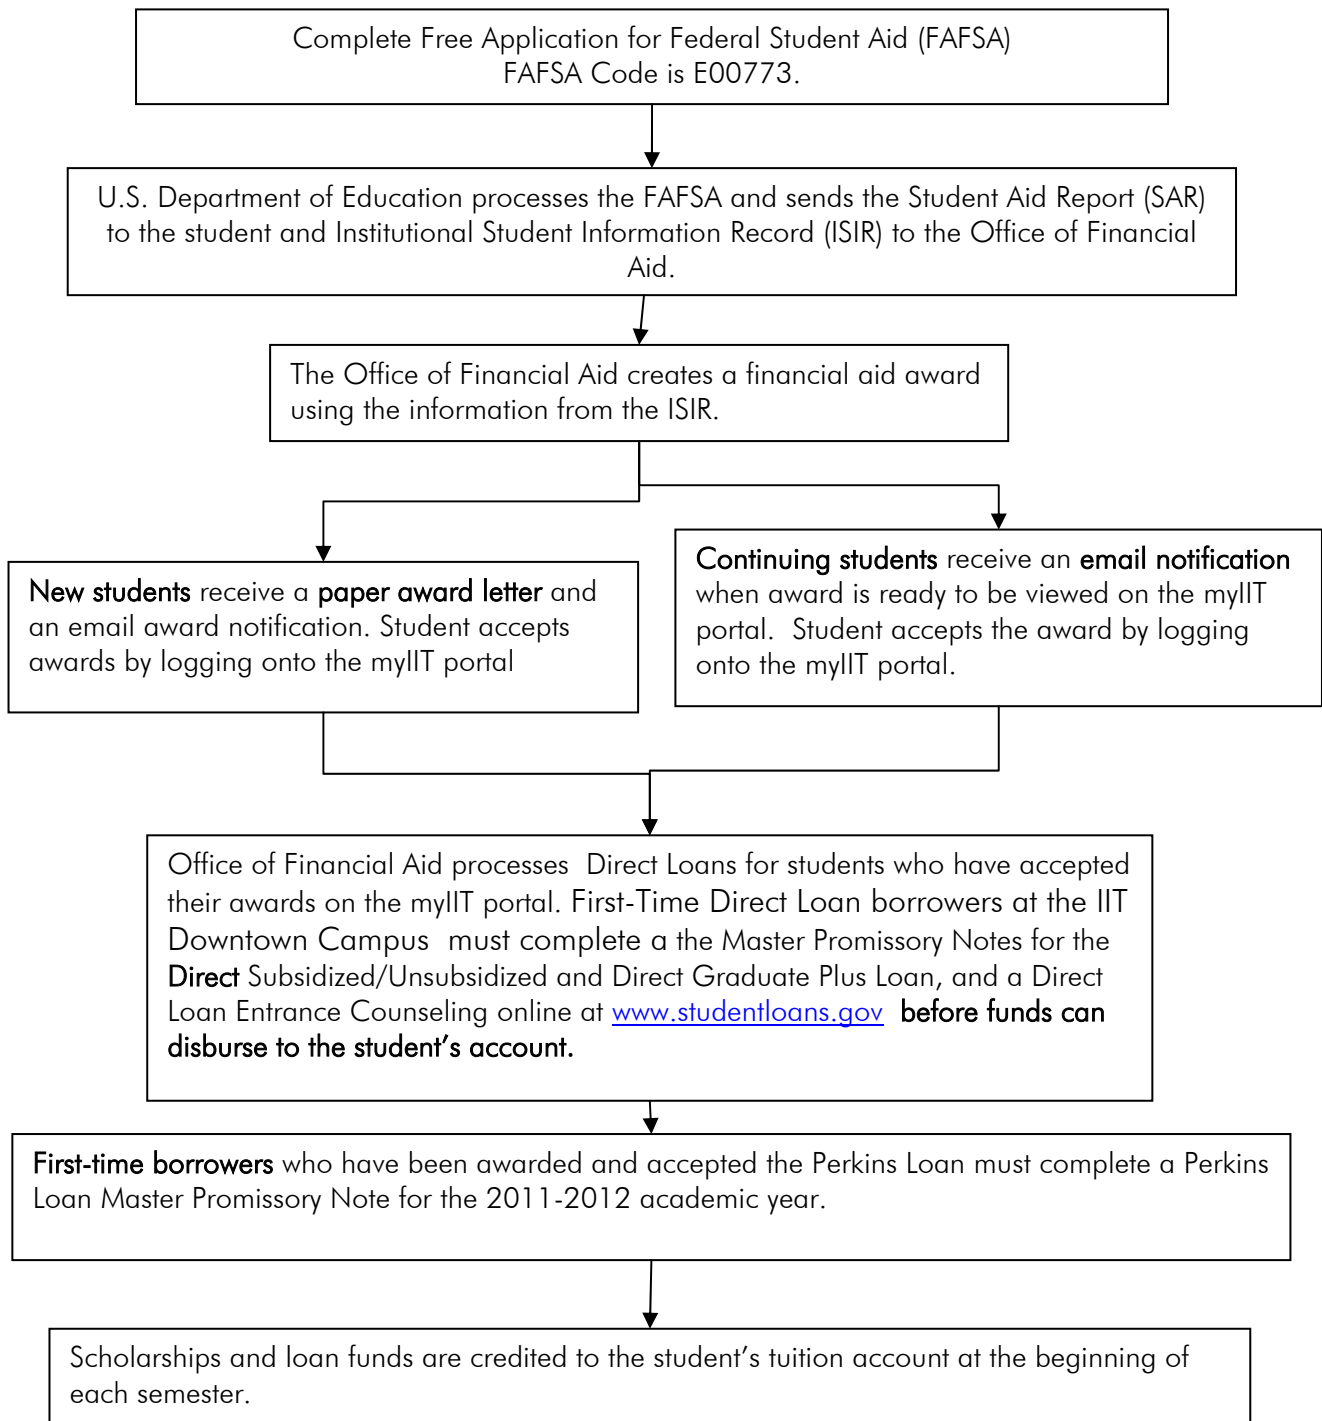 Complete Free Application for Federal Student Aid (FAFSA)
FAFSA Code is E00773.
U.S. Department of Education processes the FAFSA and sends the Student Aid Report (SAR)
to the student and Institutional Student Information Record (ISIR) to the Office of Financial
Aid.
The Office of Financial Aid creates a financial aid award
using the information from the ISIR.
New students receive a paper award letter and
an email award notification. Student accepts
awards by logging onto the myIIT portal
Continuing students receive an email notification
when award is ready to be viewed on the myIIT
portal.  Student accepts the award by logging
onto the myIIT portal.
Office of Financial Aid processes  Direct Loans for students who have accepted
their awards on the myIIT portal. First-Time Direct Loan borrowers at the IIT
Downtown Campus  must complete a the Master Promissory Notes for the
Direct Subsidized/Unsubsidized and Direct Graduate Plus Loan, and a Direct
Loan Entrance Counseling online at www.studentloans.gov  before funds can
disburse to the student's account.
First-time borrowers who have been awarded and accepted the Perkins Loan must complete a Perkins
Loan Master Promissory Note for the 2011-2012 academic year.
Scholarships and loan funds are credited to the student's tuition account at the beginning of
each semester.